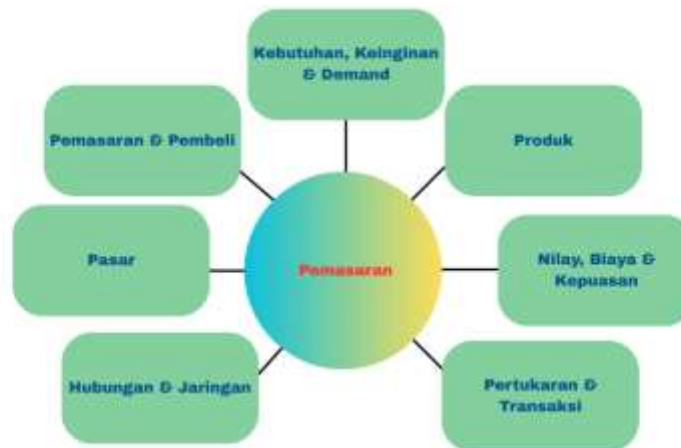 Kebutuhan, Keinginan
& Demand
Pemasaran & Pembeli
Produk
Pasar
Pemasaran
Nilay, Biaya &
Kepuasan
Hubungan & Jaringan
Pertukaran &
Transaksi